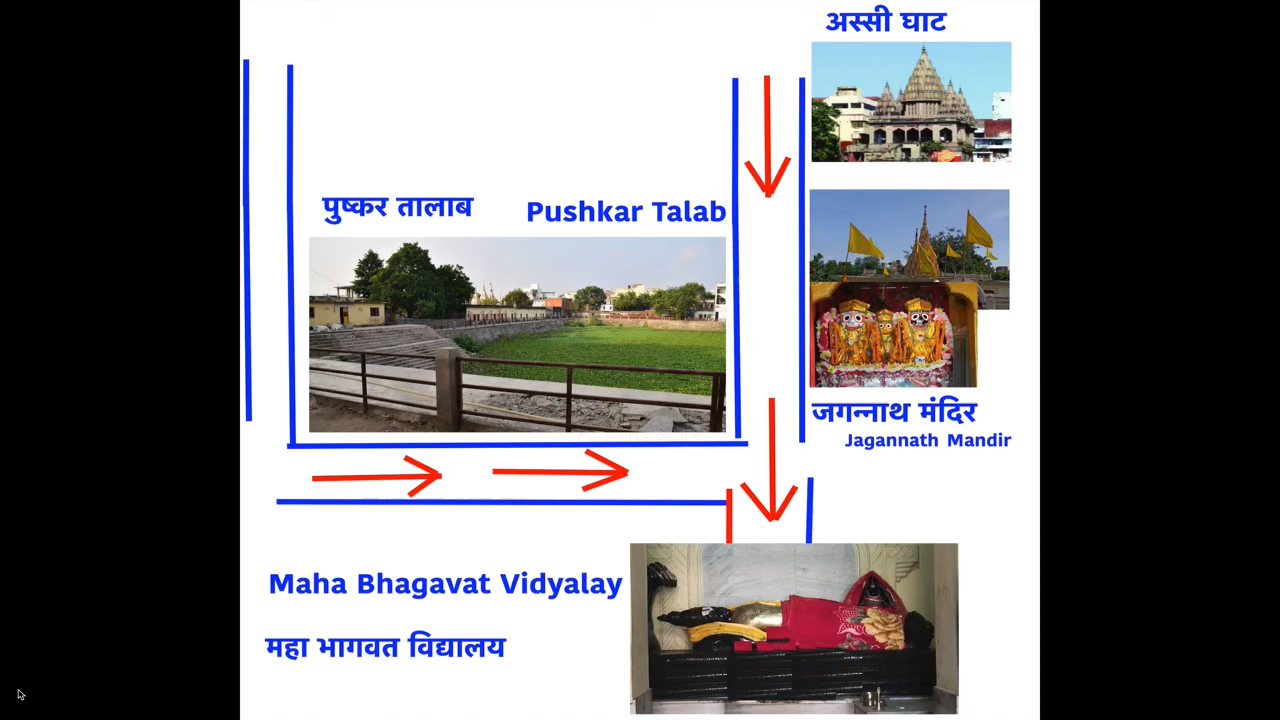 अस्सी घाट
पुष्कर तालाब
Pushkar Talab
जगन्नाथ मंदिर
Jagannath Mandir
Maha Bhagavat Vidyalay
महा भागवत विद्यालय